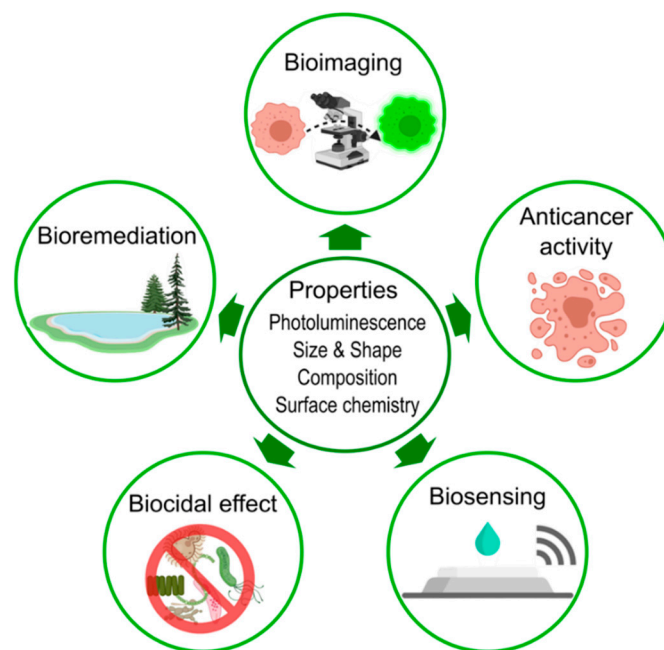 Bioimaging
Bioremediation
Anticancer
activity
Properties
Photoluminescence
Size & Shape
Composition
Surface chemistry
Biocidal effect
Biosensing